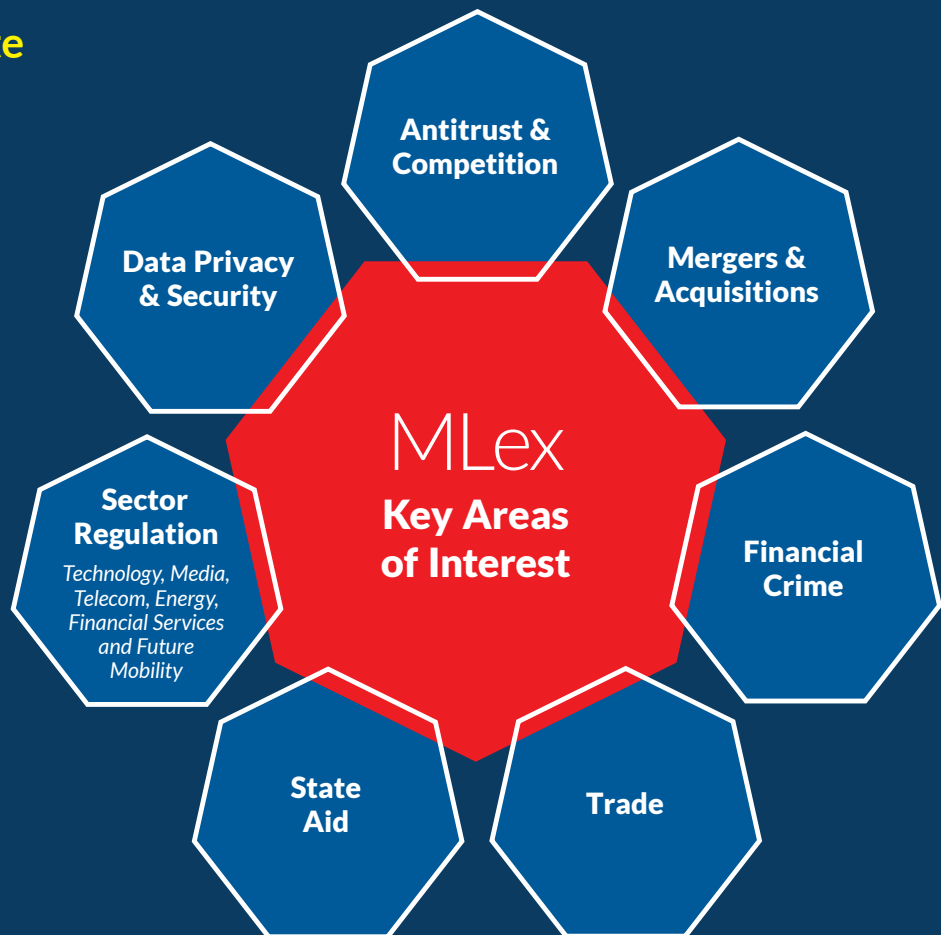 Antitrust &
Competition
Data Privacy
& Security
Mergers &
Acquisitions
MLex
Key Areas
of Interest
Sector
Regulation
Technology, Media,
Telecom, Energy,
Financial Services
and Future
Mobility
Financial
Crime
State
Aid
Trade